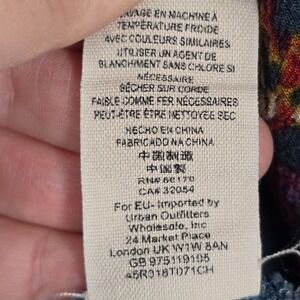 LAVAGE EN MACHINE À
TEMPÉRATURE FROIDE
AVEC COULEURS SIMILAIRES
UTILISER UN AGENT DE
BLANCHIMENT SANS CHLORE SI
NÉCESSAIRE
SÉCHER SUR CORDE
FAIBLE COMME FER NÉCESSAIRES
PEUT-ÊTRE ÊTRE NETTOYEE SEC
HECHO EN CHINA
FABRICADO NA CHINA
中国制造
中國製
RN# 66170
CA# 32054
For EU- Imported by
Urban Outfitters
Wholesale, Inc
24 Market Place
London UK W1W 8AN
GB 975119195
45R318T071CH